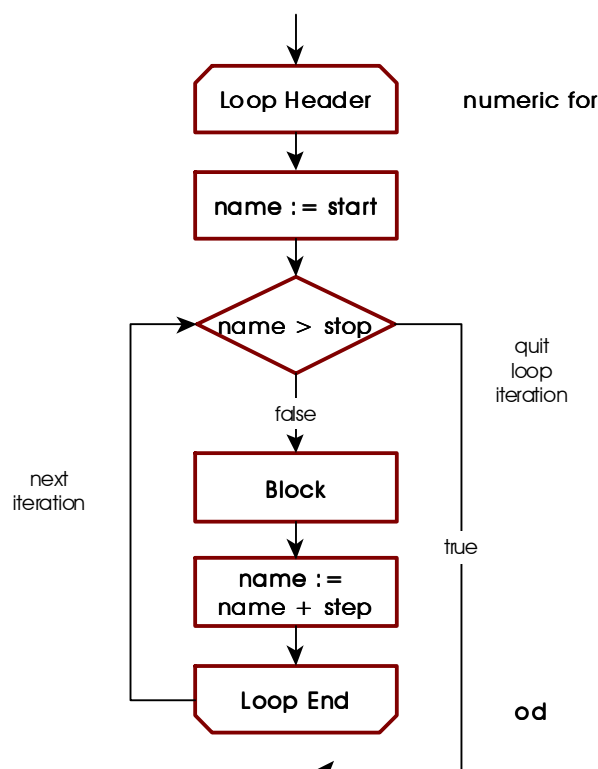 Loop Header
numeric for
name := start
name > stop
quit
loop
iteration
false
next
iteration
Block
true
name :=
name + step
Loop End
od